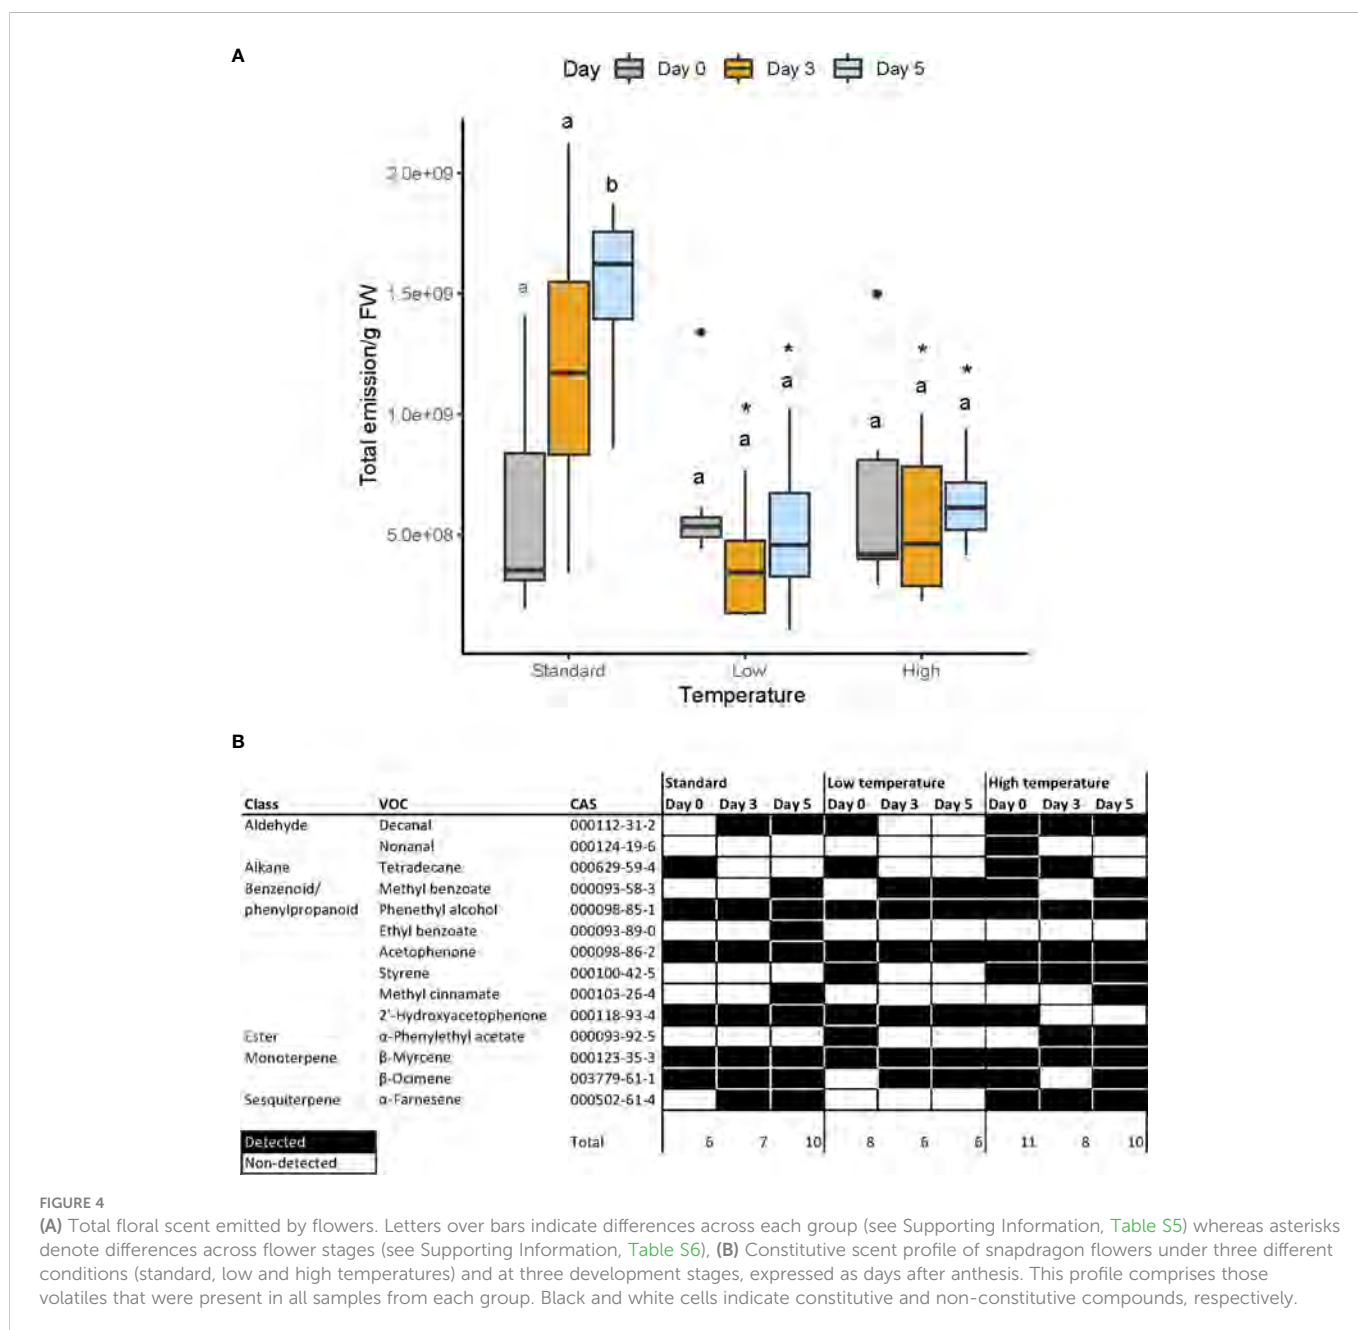 A
Day Day 0 Day 3 Day 5
a
b
2.0e+09
a
1.5e+09
*
*
*
a
a
a
1.0e+09
*
a
a
a
5.0e+08
Total emission/g FW
Standard Low High
Temperature
B
Standard Low temperature High temperature
Class VOC CAS Day 0 Day 3 Day 5 Day 0 Day 3 Day 5 Day 0 Day 3 Day 5
Aldehyde Decanal 000112-31-2
Nonanal 000124-19-6
Alkane Tetradecane 000629-59-4
Benzenoid/ Methyl benzoate 000093-58-3
phenylpropanoid Phenethyl alcohol 000098-85-1
Ethyl benzoate 000093-89-0
Acetophenone 000098-86-2
Styrene 000100-42-5
Methyl cinnamate 000103-26-4
2'-Hydroxyacetophenone 000118-93-4
Ester α-Phenylethyl acetate 000093-92-5
Monoterpene β-Myrcene 000123-35-3
β-Ocimene 003779-61-1
Sesquiterpene α-Farnesene 000502-61-4
Detected Total 7 10 8 11 8 10
Non-detected
FIGURE 4
(A) Total floral scent emitted by flowers. Letters over bars indicate differences across each group (see Supporting Information, Table S5) whereas asterisks
denote differences across flower stages (see Supporting Information, Table S6), (B) Constitutive scent profile of snapdragon flowers under three different
conditions (standard, low and high temperatures) and at three development stages, expressed as days after anthesis. This profile comprises those
volatiles that were present in all samples from each group. Black and white cells indicate constitutive and non-constitutive compounds, respectively.